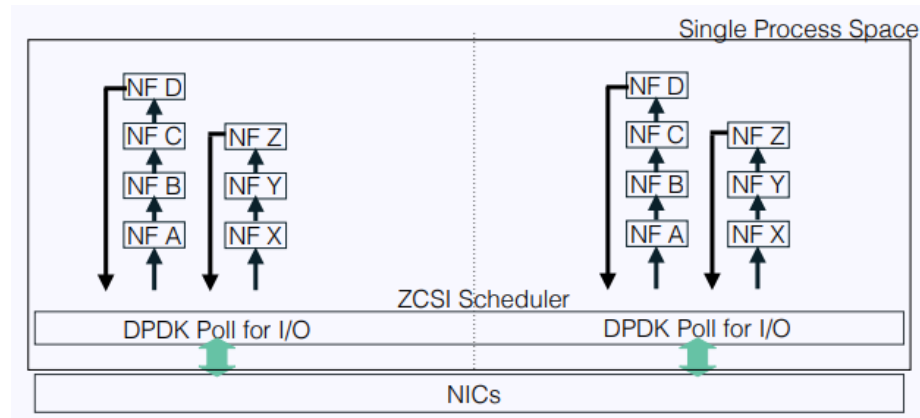 Single Process Space
NF D
NF C
NF Z
NF B
NF Y
NF A
NF X
NF D
NF C
NF Z
NF B
NF Y
NF A
NF X
ZCSI Scheduler
DPDK Poll for I/O
DPDK Poll for I/O
NICs